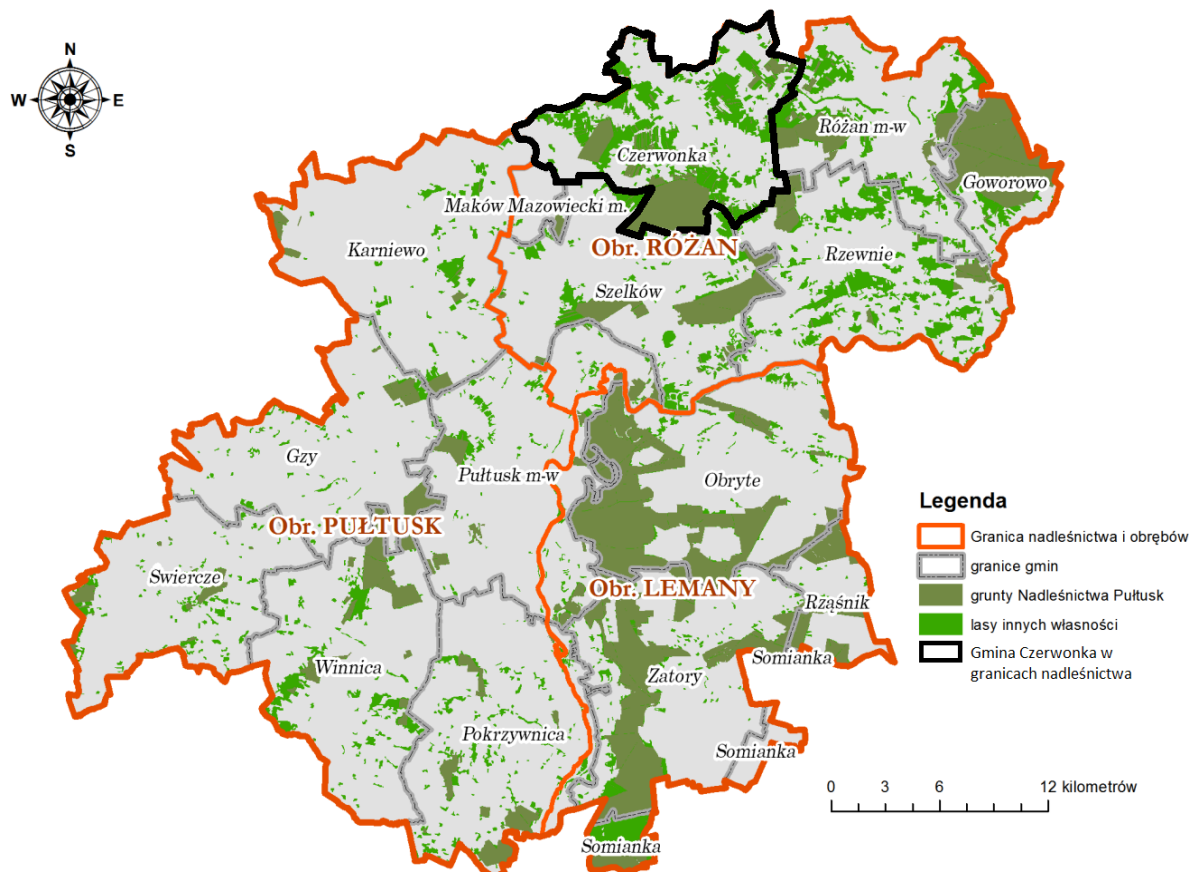 N
W E
S
Różan m-w
Czerwonka
Goworowo
Maków Mazowiecki m.
Karniewo
Obr. RÓŻAN
Rzewnie
Szelków
Gzy
Pułtusk m-w
Obryte
Obr. PUŁTUSK
Świercze
Obr. LEMANY
Rząśnik
Winnica
Somianka
Zatory
Pokrzywnica
Somianka
Somianka
Legenda
Granica nadleśnictwa i obrębów
granice gmin
grunty Nadleśnictwa Pułtusk
lasy innych własności
Gmina Czerwonka w
granicach nadleśnictwa
0 3 6 12 kilometrów